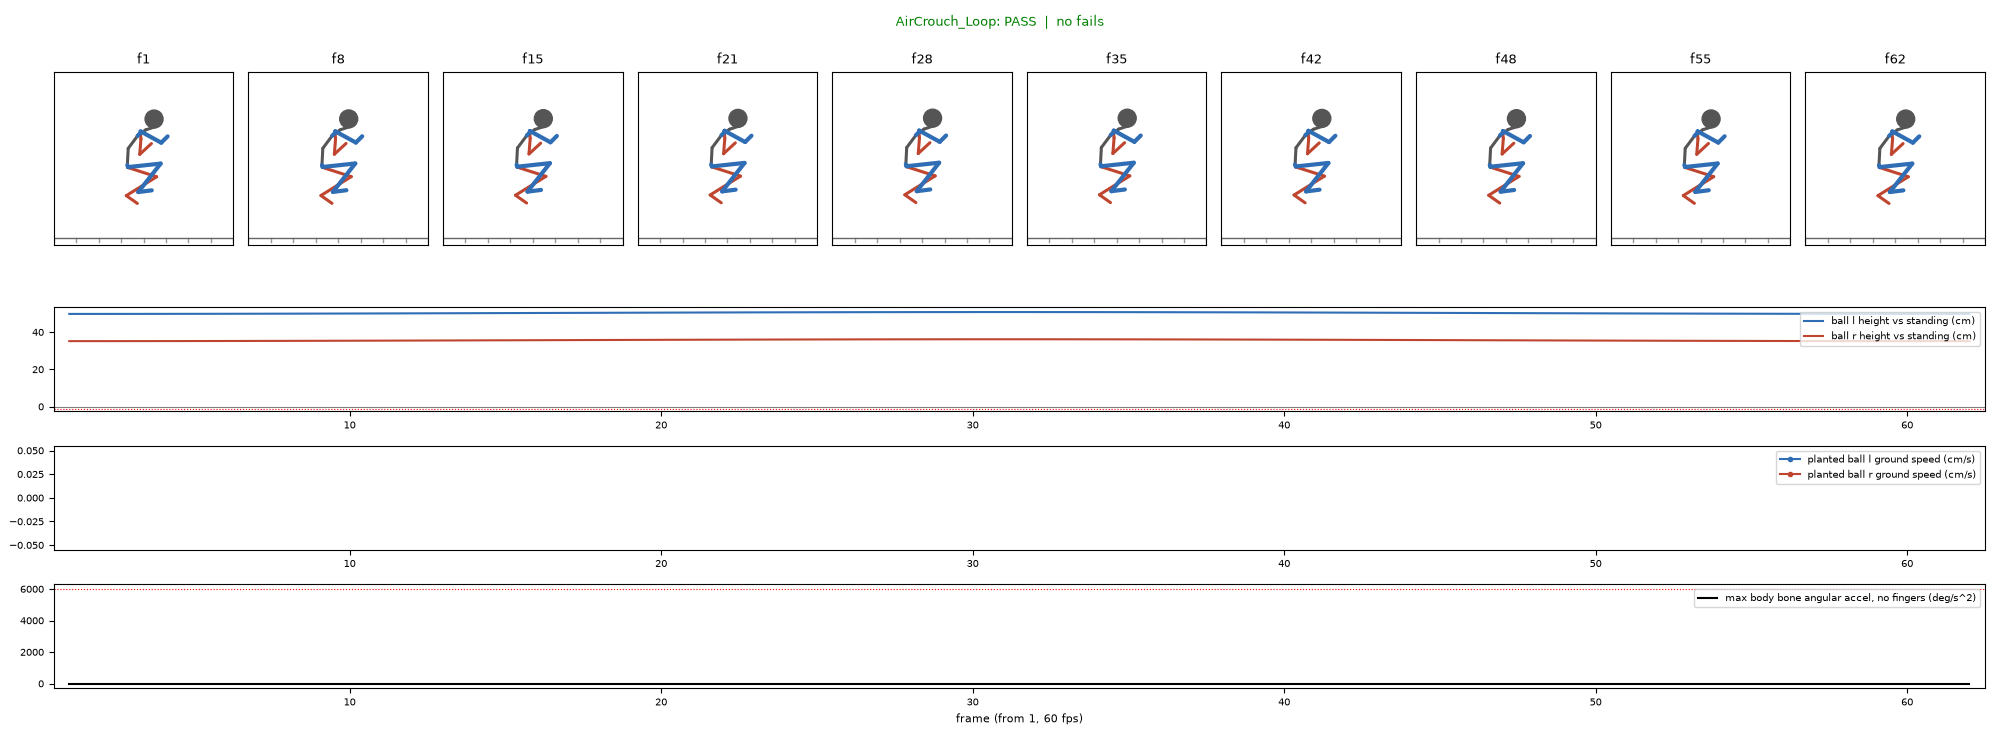 AirCrouch_Loop: PASS | no fails
f1 f8 f15 f21 f28 f35 f42 f48 f55 f62
40
20
0
ball l height vs standing (cm)
ball r height vs standing (cm)
10 20 30 40 50 60
0.050
0.025
0.000
−0.025
−0.050
planted ball l ground speed (cm/s)
planted ball r ground speed (cm/s)
10 20 30 40 50 60
6000
4000
2000
0
max body bone angular accel, no fingers (deg/s^2)
10 20 30 40 50 60
frame (from 1, 60 fps)